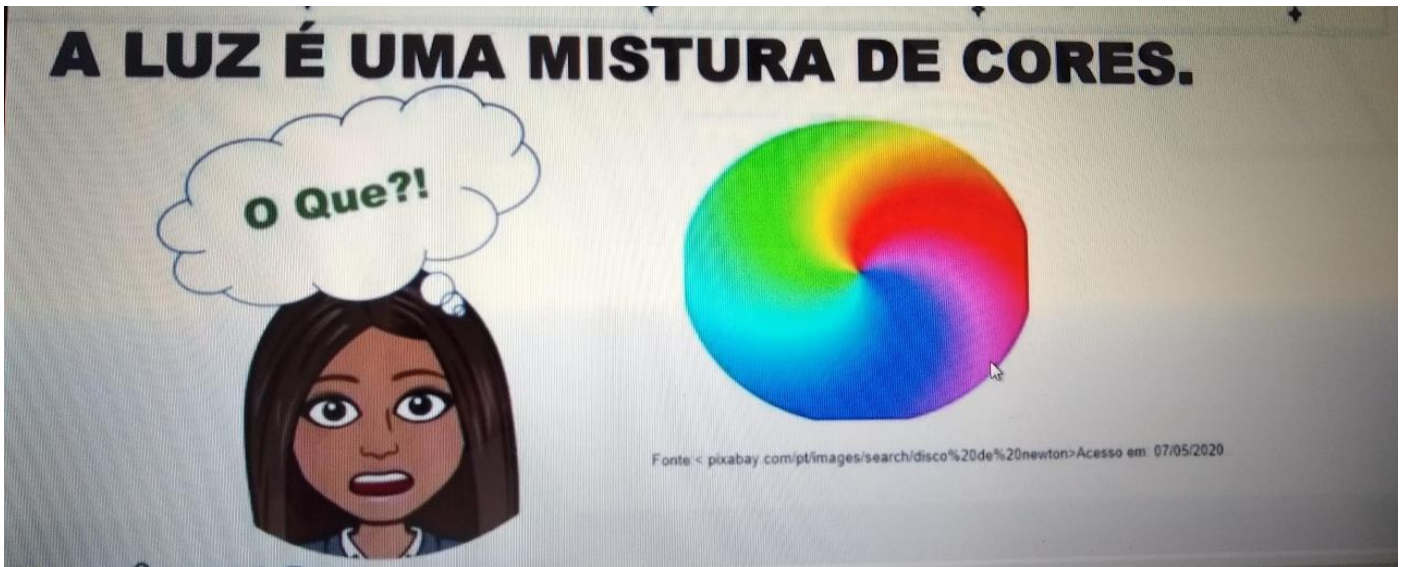 A LUZ É UMA MISTURA DE CORES.
O Que?!
Fonte:< pixabay.com/pt/images/search/disco%20de%20newton>Acesso em: 07/05/2020